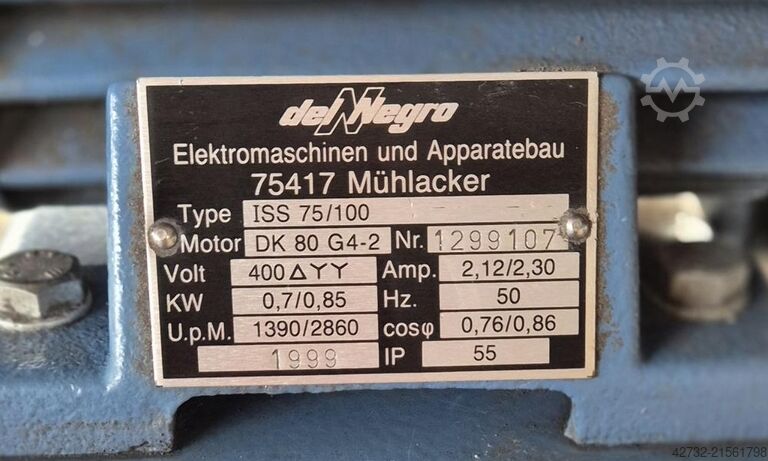 del Negro
Elektromaschinen und Apparatebau
75417 Mühlacker
Type ISS 75/100
Motor DK 80 G4-2 Nr. 1299107
Volt 400 △YY Amp. 2,12/2,30
KW 0,7/0,85 Hz. 50
U.p.M. 1390/2860 cosφ 0,76/0,86
1999 IP 55
42732-21561798